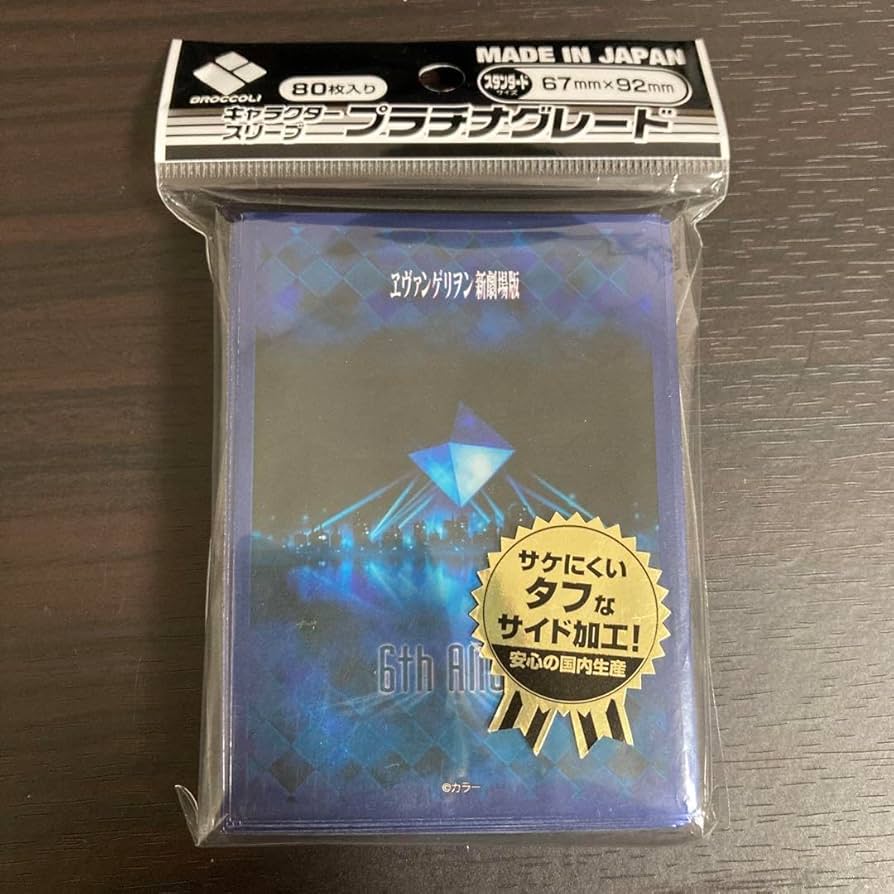 MADE IN JAPAN
BROCCOLI
80枚入り
スタンダード
サイズ
67mm×92mm
キャラクター
スリーブ
プラチナグレード
ヱヴァンゲリヲン新劇場版
サケにくい
タフな
サイド加工!
安心の国内生産
6th
©カラー